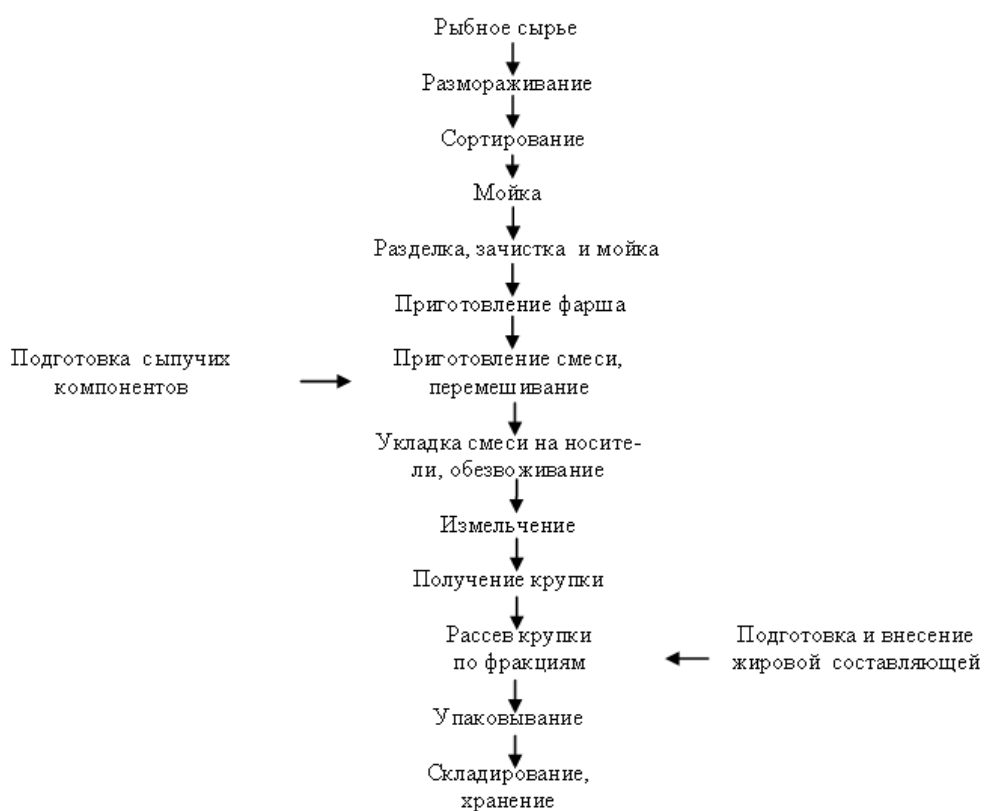 Рыбное сырье
Размораживание
Сортирование
Мойка
Разделка, зачистка и мойка
Приготовление фарша
Подготовка сыпучих
компонентов
Приготовление смеси,
перемешивание
Укладка смеси на носите-
ли, обезвоживание
Измельчение
Получение крупки
Рассев крупки
по фракциям
Подготовка и внесение
жировой составляющей
Упаковывание
Складирование,
хранение